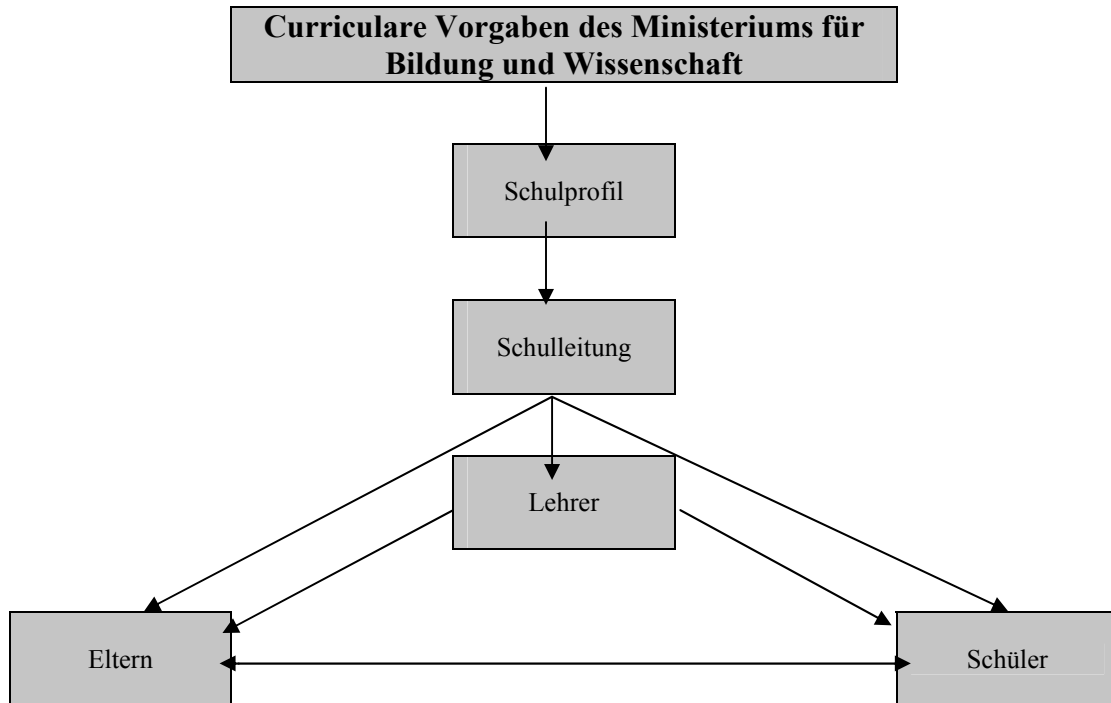 Curriculare Vorgaben des Ministeriums für
Bildung und Wissenschaft
Schulprofil
Schulleitung
Lehrer
Eltern
Schüler